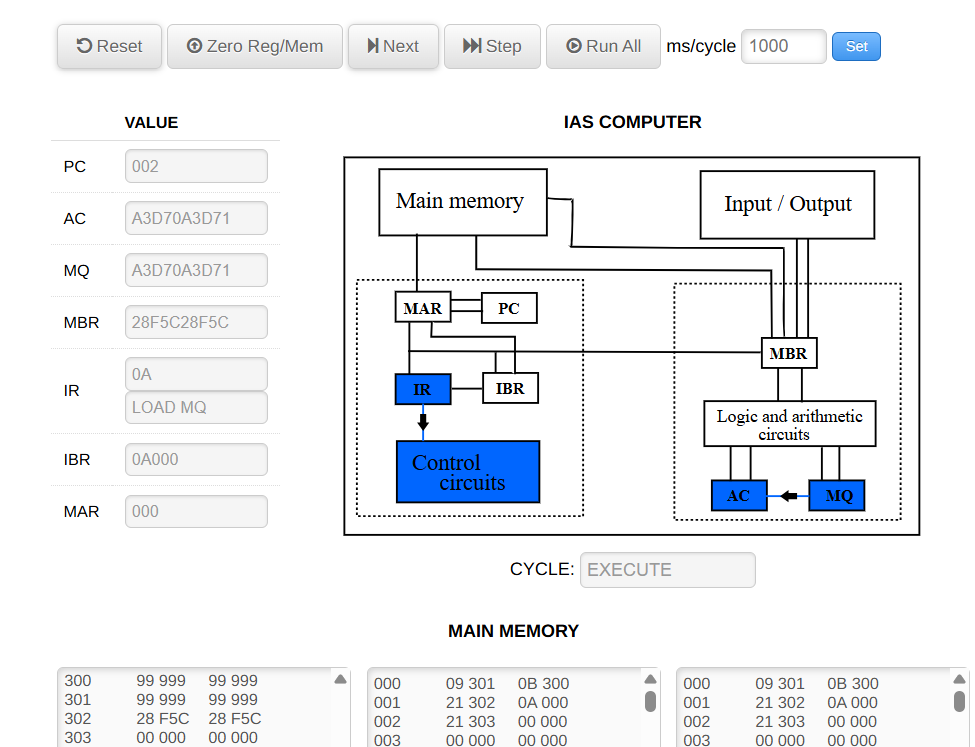 Reset Zero Reg/Mem Next Step Run All ms/cycle 1000 Set
VALUE
PC 002
AC A3D70A3D71
MQ A3D70A3D71
MBR 28F5C28F5C
IR 0A
LOAD MQ
IBR 0A000
MAR 000
IAS COMPUTER
Main memory
Input / Output
MAR
PC
MBR
IR
IBR
Logic and arithmetic
circuits
Control
circuits
AC
MQ
CYCLE: EXECUTE
MAIN MEMORY
300 99 999 99 999
301 99 999 99 999
302 28 F5C 28 F5C
303 00 000 00 000
000 09 301 0B 300
001 21 302 0A 000
002 21 303 00 000
003 00 000 00 000
000 09 301 0B 300
001 21 302 0A 000
002 21 303 00 000
003 00 000 00 000